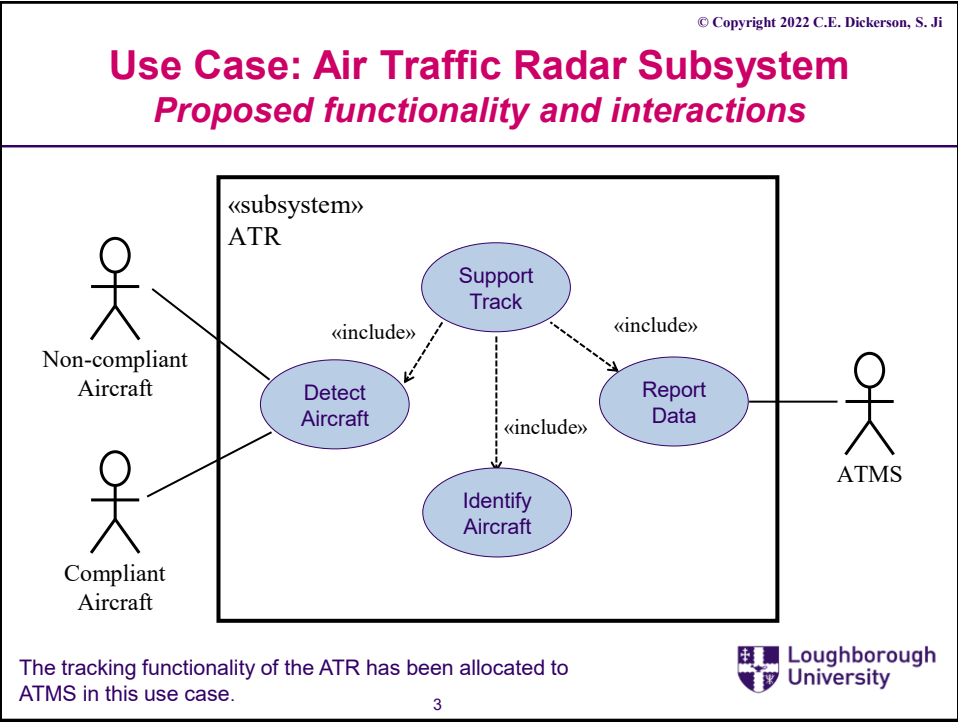 © Copyright 2022 C.E. Dickerson, S. Ji
Use Case: Air Traffic Radar Subsystem
Proposed functionality and interactions
«subsystem»
ATR
Support
Track
«include»
«include»
Non-compliant
Aircraft
Detect
Aircraft
Report
Data
«include»
ATMS
Identify
Aircraft
Compliant
Aircraft
The tracking functionality of the ATR has been allocated to
ATMS in this use case.
3
Loughborough
University